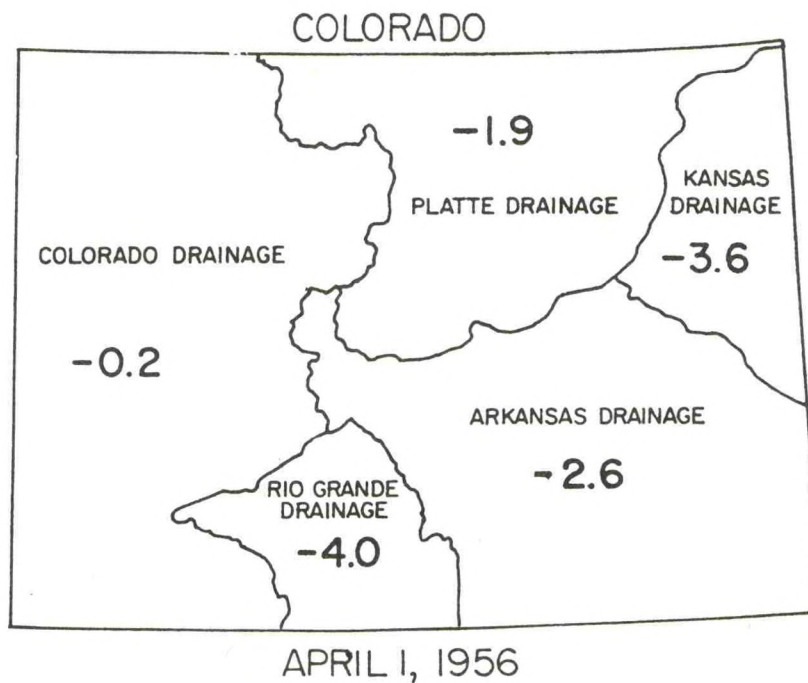 COLORADO
-1.9
PLATTE DRAINAGE
KANSAS
DRAINAGE
-3.6
COLORADO DRAINAGE
-0.2
ARKANSAS DRAINAGE
-2.6
RIO GRANDE
DRAINAGE
-4.0
APRIL 1, 1956